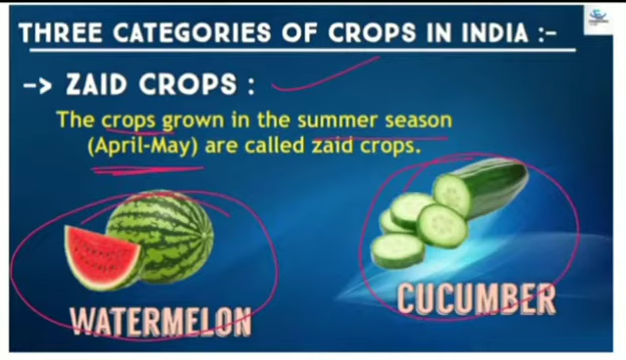 THREE CATEGORIES OF CROPS IN INDIA :-
-> ZAID CROPS :
The crops grown in the summer season
(April-May) are called zaid crops.
WATERMELON
CUCUMBER